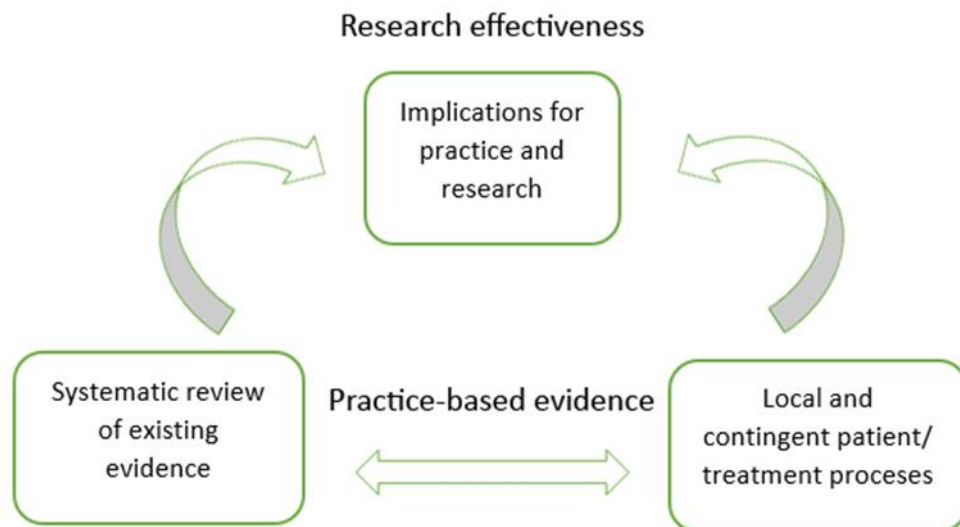 Research effectiveness
Implications for
practice and
research
Systematic review
of existing
evidence
Practice-based evidence
Local and
contingent patient/
treatment proceses